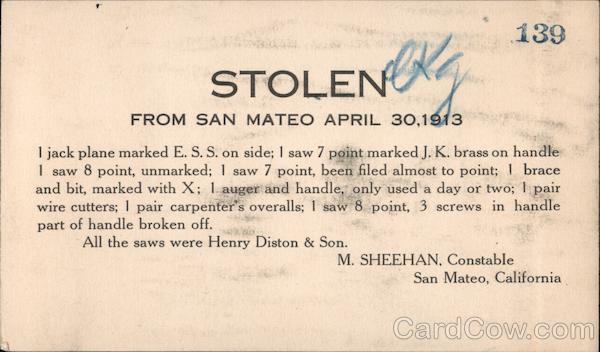 139
STOLEN
FROM SAN MATEO APRIL 30,1913
1 jack plane marked E. S. S. on side; 1 saw 7 point marked J. K. brass on handle
1 saw 8 point, unmarked; 1 saw 7 point, been filed almost to point; 1 brace
and bit, marked with X; 1 auger and handle, only used a day or two; 1 pair
wire cutters; 1 pair carpenter's overalls; 1 saw 8 point, 3 screws in handle
part of handle broken off.
All the saws were Henry Diston & Son.
M. SHEEHAN, Constable
San Mateo, California
CardCow.com